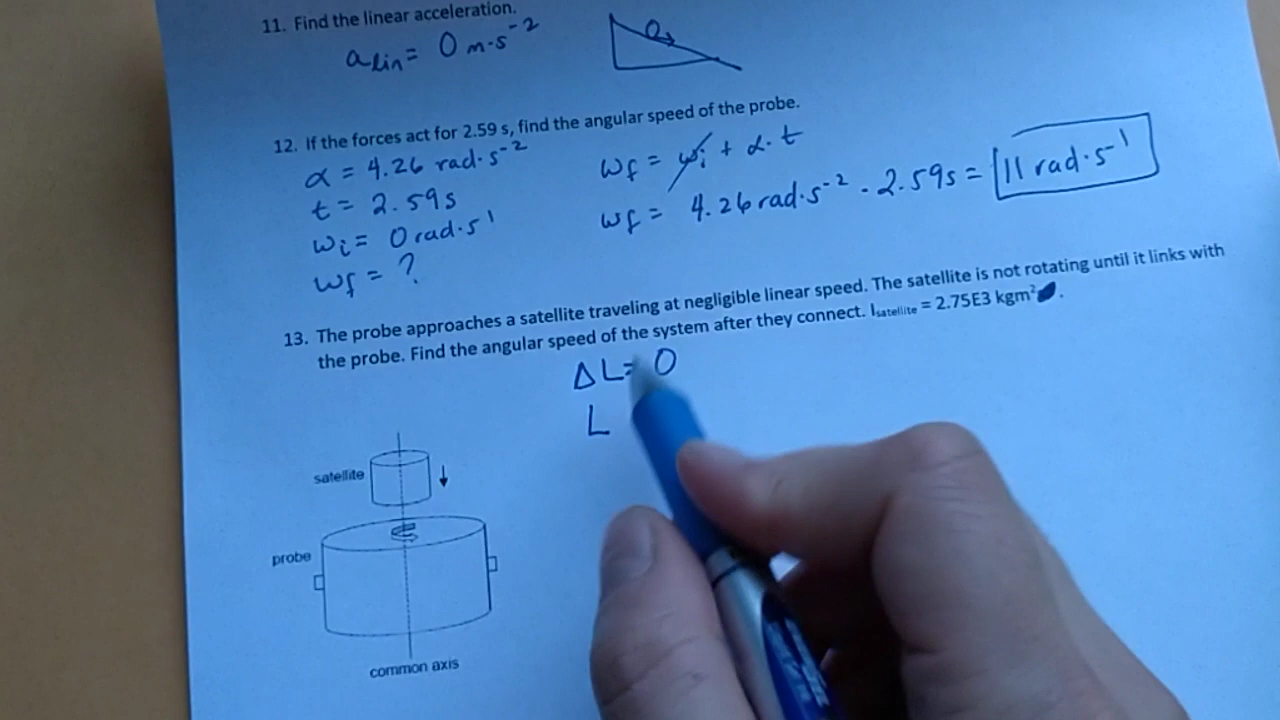 11. Find the linear acceleration.
a lin = 0 m·s⁻²
12. If the forces act for 2.59 s, find the angular speed of the probe.
α = 4.26 rad·s⁻²
t = 2.59s
ωi = 0 rad·s⁻¹
ωf = ?
ωf = ωi + α·t
ωf = 4.26 rad·s⁻² · 2.59s = 11 rad·s⁻¹
13. The probe approaches a satellite traveling at negligible linear speed. The satellite is not rotating until it links with
the probe. Find the angular speed of the system after they connect. Isatellite = 2.75E3 kgm² .
ΔL = 0
L
satellite
probe
common axis